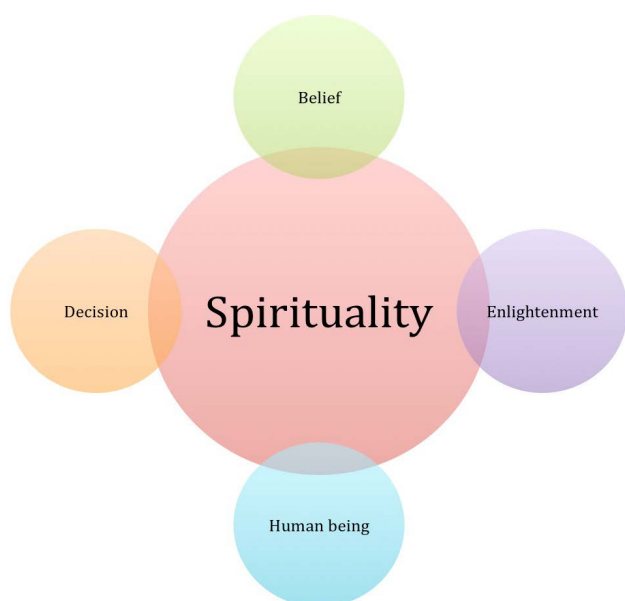 Belief
Decision
Spirituality
Enlightenment
Human being